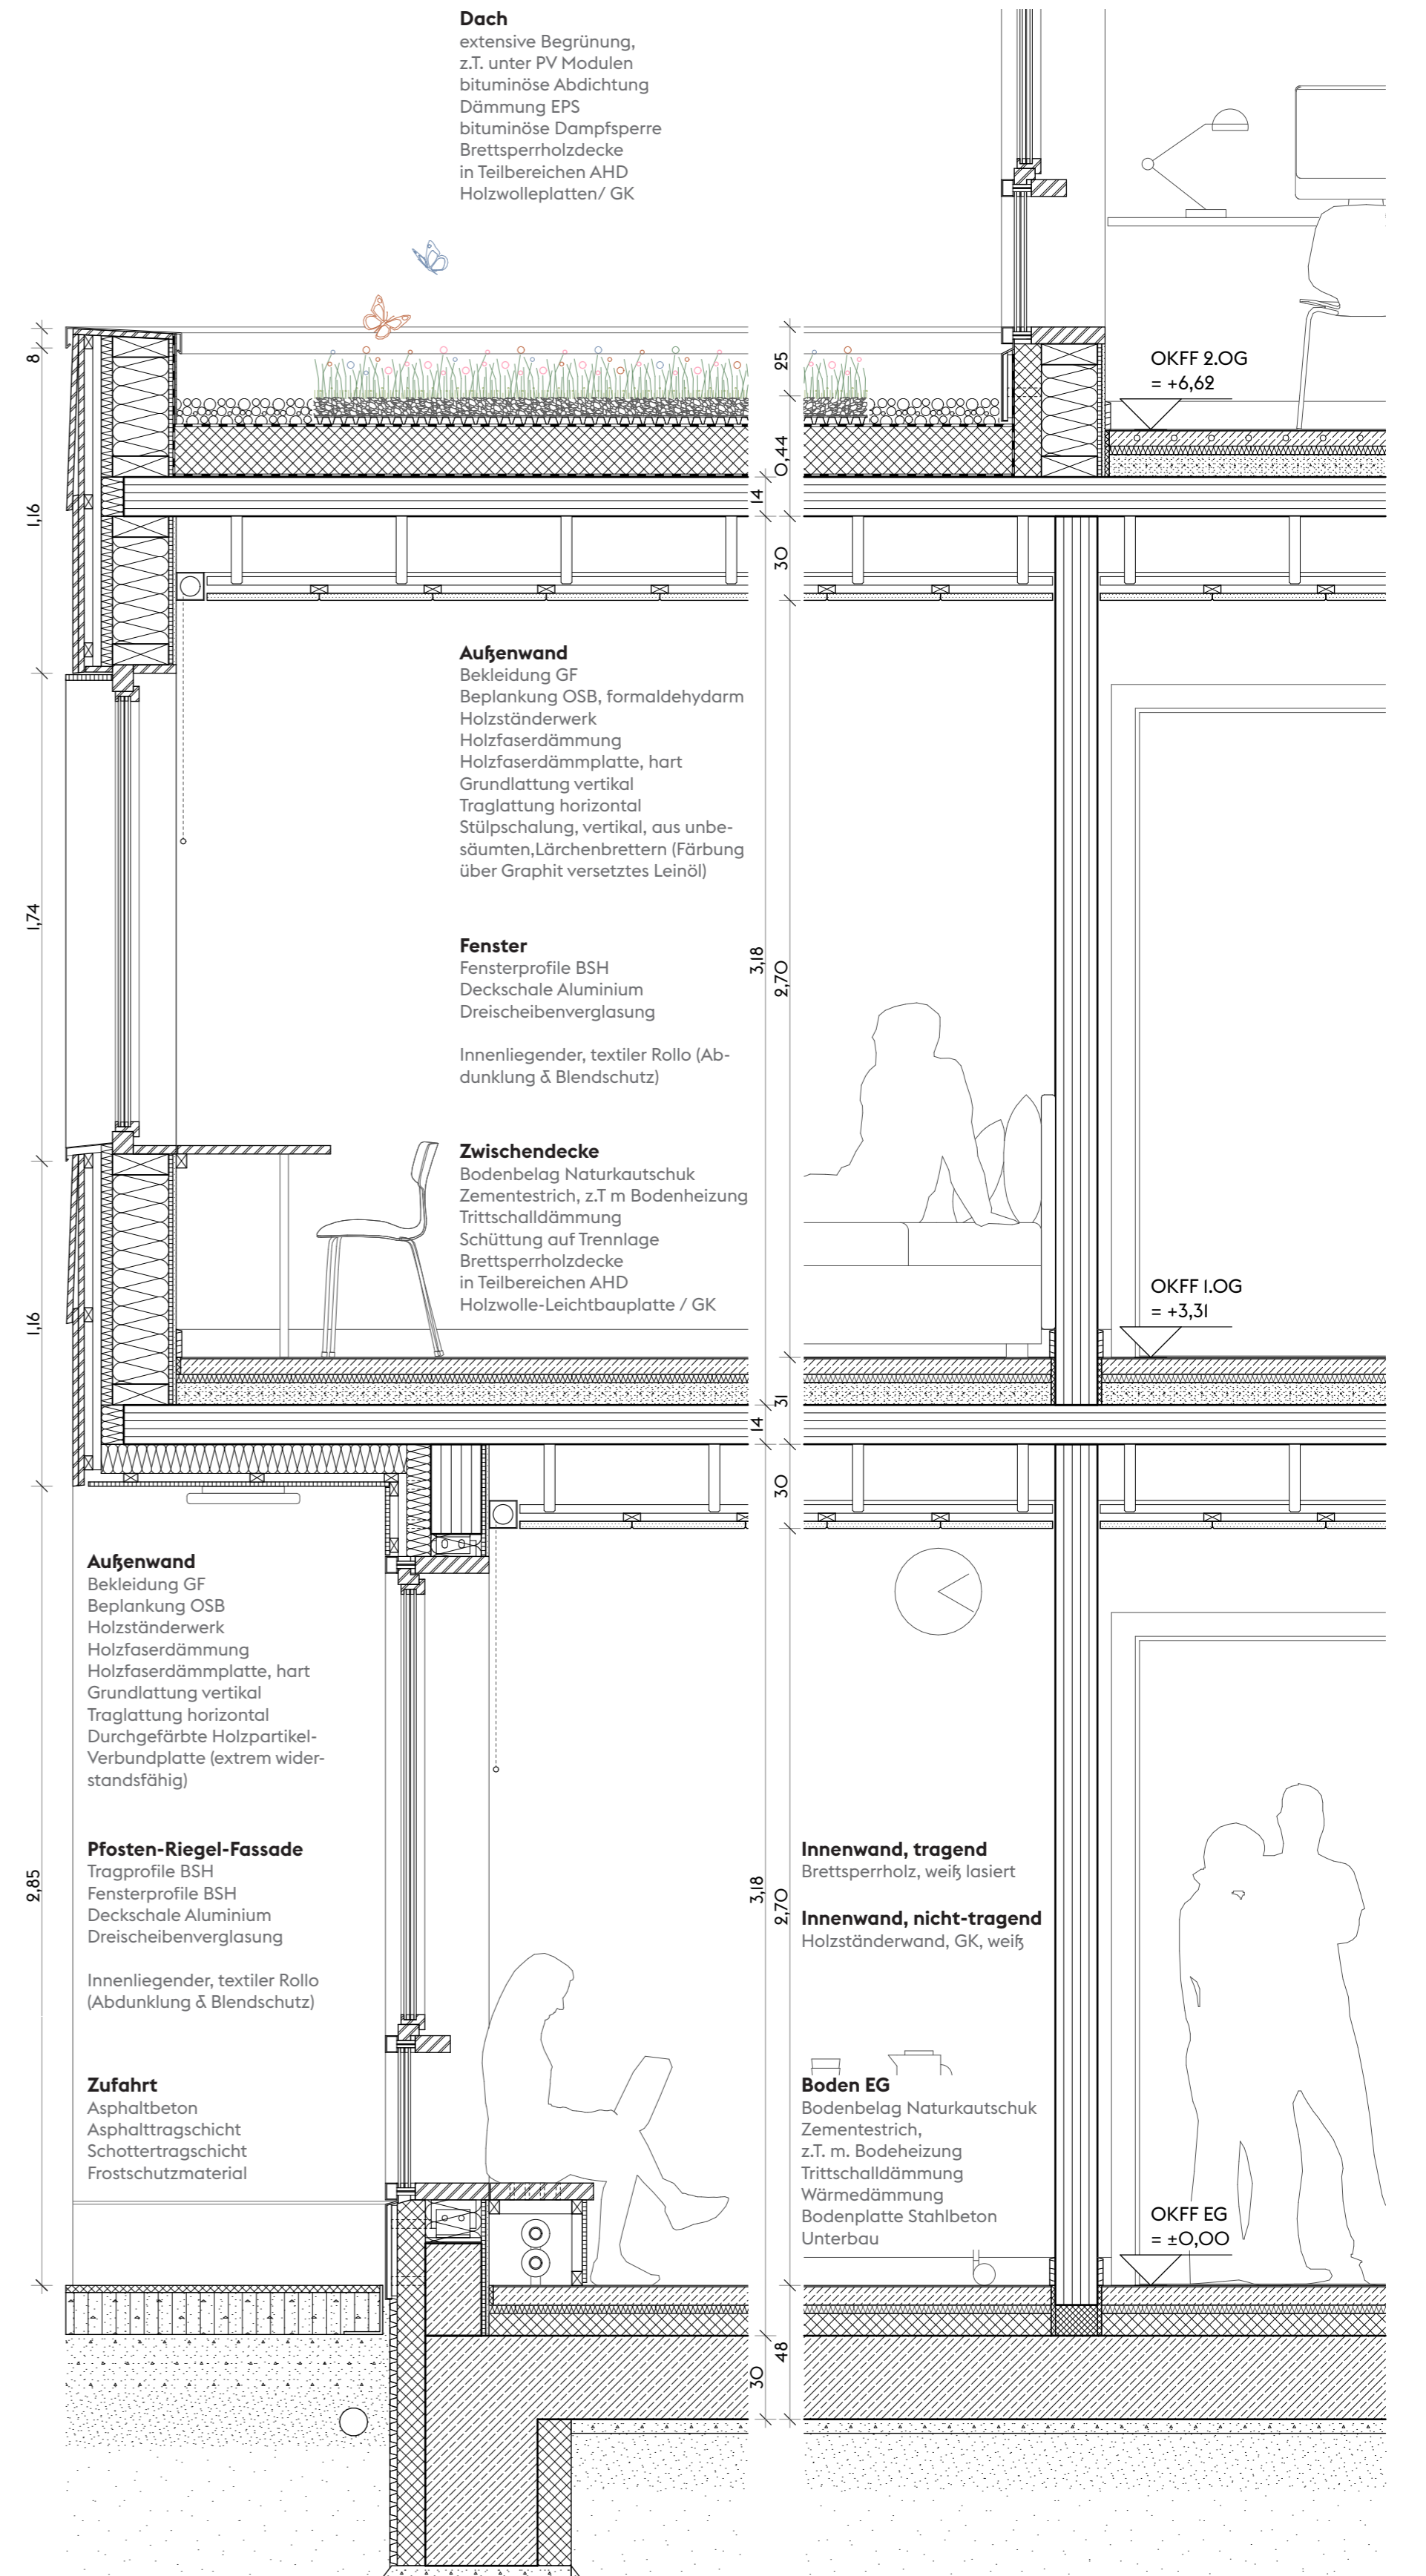 Dach
extensive Begrünung,
z.T. unter PV Modulen
bituminöse Abdichtung
Dämmung EPS
bituminöse Dampfsperre
Brettsperrholzdecke
in Teilbereichen AHD
Holzwolleplatten/ GK
8
25
OKFF 2.OG
= +6,62
0,44
14
1,16
30
Außenwand
Bekleidung GF
Beplankung OSB, formaldehydarm
Holzständerwerk
Holzfaserdämmung
Holzfaserdämmplatte, hart
Grundlattung vertikal
Traglattung horizontal
Stülpschalung, vertikal, aus unbe-
säumten,Lärchenbrettern (Färbung
über Graphit versetztes Leinöl)
1,74
3,18
2,70
Fenster
Fensterprofile BSH
Deckschale Aluminium
Dreischeibenverglasung
Innenliegender, textiler Rollo (Ab-
dunklung & Blendschutz)
Zwischendecke
Bodenbelag Naturkautschuk
Zementestrich, z.T m Bodenheizung
Trittschalldämmung
Schüttung auf Trennlage
Brettsperrholzdecke
in Teilbereichen AHD
Holzwolle-Leichtbauplatte / GK
OKFF 1.OG
= +3,31
1,16
31
14
30
Außenwand
Bekleidung GF
Beplankung OSB
Holzständerwerk
Holzfaserdämmung
Holzfaserdämmplatte, hart
Grundlattung vertikal
Traglattung horizontal
Durchgefärbte Holzpartikel-
Verbundplatte (extrem wider-
standsfähig)
2,85
3,18
2,70
Pfosten-Riegel-Fassade
Tragprofile BSH
Fensterprofile BSH
Deckschale Aluminium
Dreischeibenverglasung
Innenliegender, textiler Rollo
(Abdunklung & Blendschutz)
Innenwand, tragend
Brettsperrholz, weiß lasiert
Innenwand, nicht-tragend
Holzständerwand, GK, weiß
Zufahrt
Asphaltbeton
Asphalttragschicht
Schottertragschicht
Frostschutzmaterial
Boden EG
Bodenbelag Naturkautschuk
Zementestrich,
z.T. m. Bodeheizung
Trittschalldämmung
Wärmedämmung
Bodenplatte Stahlbeton
Unterbau
OKFF EG
= ±0,00
48
30